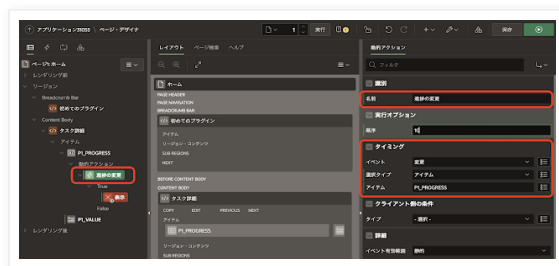 アプリケーション31055 \ ページ・デザイナ
1
実行
保存
ページ1: ホーム
レンダリング前
リージョン
Breadcrumb Bar
初めてのプラグイン
Content Body
タスク詳細
アイテム
P1_PROGRESS
動的アクション
進捗の変更
True
表示
False
P1_VALUE
レンダリング後
レイアウト
ページ検索
ヘルプ
ホーム
PAGE HEADER
PAGE NAVIGATION
BREADCRUMB BAR
初めてのプラグイン
アイテム
リージョン・コンテンツ
SUB REGIONS
NEXT
BEFORE CONTENT BODY
CONTENT BODY
タスク詳細
COPY EDIT PREVIOUS NEXT
アイテム
P1_PROGRESS
リージョン・コンテンツ
SUB REGIONS
動的アクション
フィルタ
識別
名前 進捗の変更
実行オプション
順序 10
タイミング
イベント 変更
選択タイプ アイテム
アイテム P1_PROGRESS
クライアント側の条件
タイプ - 選択 -
詳細
イベント有効範囲 静的